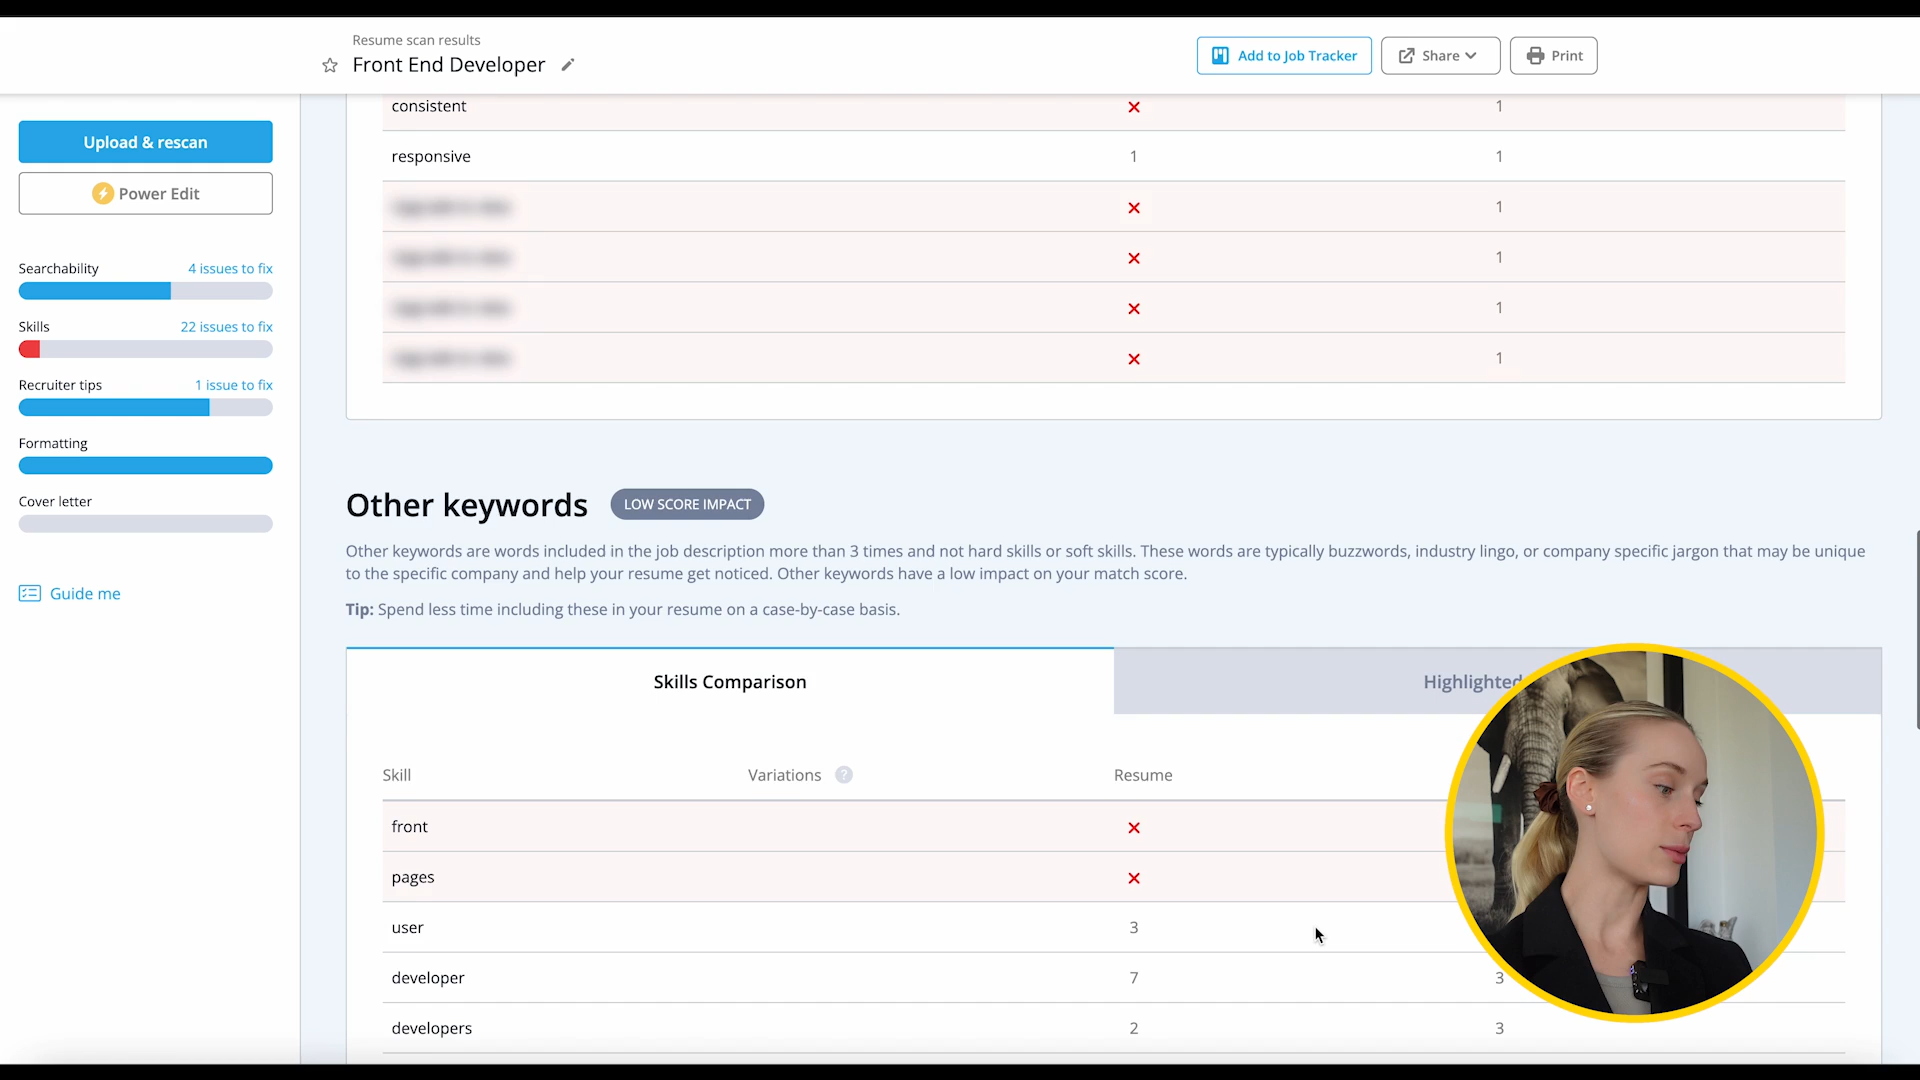 Resume scan results
Front End Developer
Add to Job Tracker
Share
Print
Upload & rescan
Power Edit
Searchability
4 issues to fix
Skills
22 issues to fix
Recruiter tips
1 issue to fix
Formatting
Cover letter
Guide me
consistent 1
responsive 1 1
1
1
1
1
Other keywords
LOW SCORE IMPACT
Other keywords are words included in the job description more than 3 times and not hard skills or soft skills. These words are typically buzzwords, industry lingo, or company specific jargon that may be unique
to the specific company and help your resume get noticed. Other keywords have a low impact on your match score.
Tip: Spend less time including these in your resume on a case-by-case basis.
Skills Comparison
Highlighted
Skill Variations ? Resume
front
pages
user 3
developer 7 3
developers 2 3